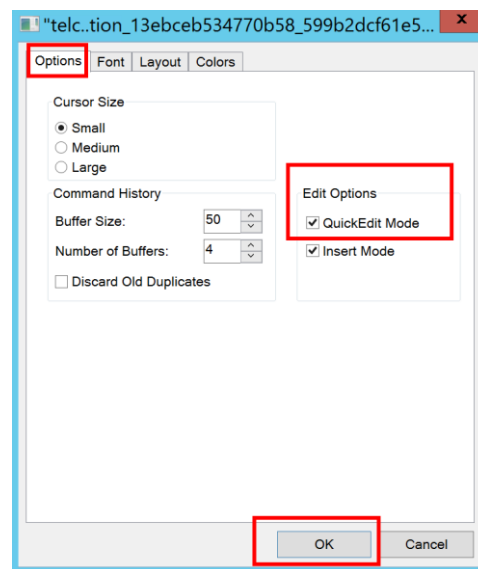 "telc..tion_13ebceb534770b58_599b2dcf61e5... x
Options Font Layout Colors
Cursor Size
Small
Medium
Large
Command History
Buffer Size: 50
Number of Buffers: 4
Discard Old Duplicates
Edit Options
QuickEdit Mode
Insert Mode
OK Cancel